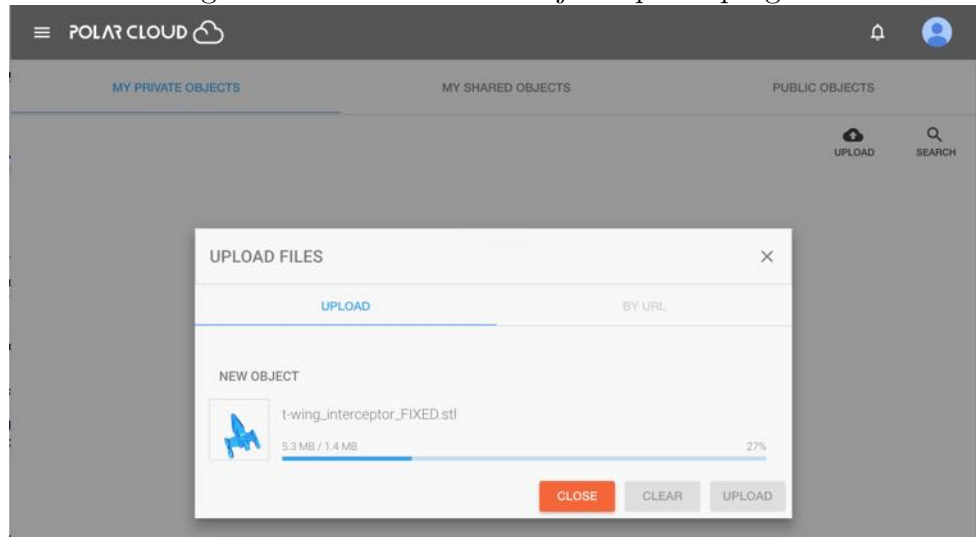 POLAR CLOUD
MY PRIVATE OBJECTS
MY SHARED OBJECTS
PUBLIC OBJECTS
UPLOAD
SEARCH
UPLOAD FILES
UPLOAD
BY URL
NEW OBJECT
t-wing_interceptor_FIXED.stl
5.3 MB / 1.4 MB
27%
CLOSE
CLEAR
UPLOAD